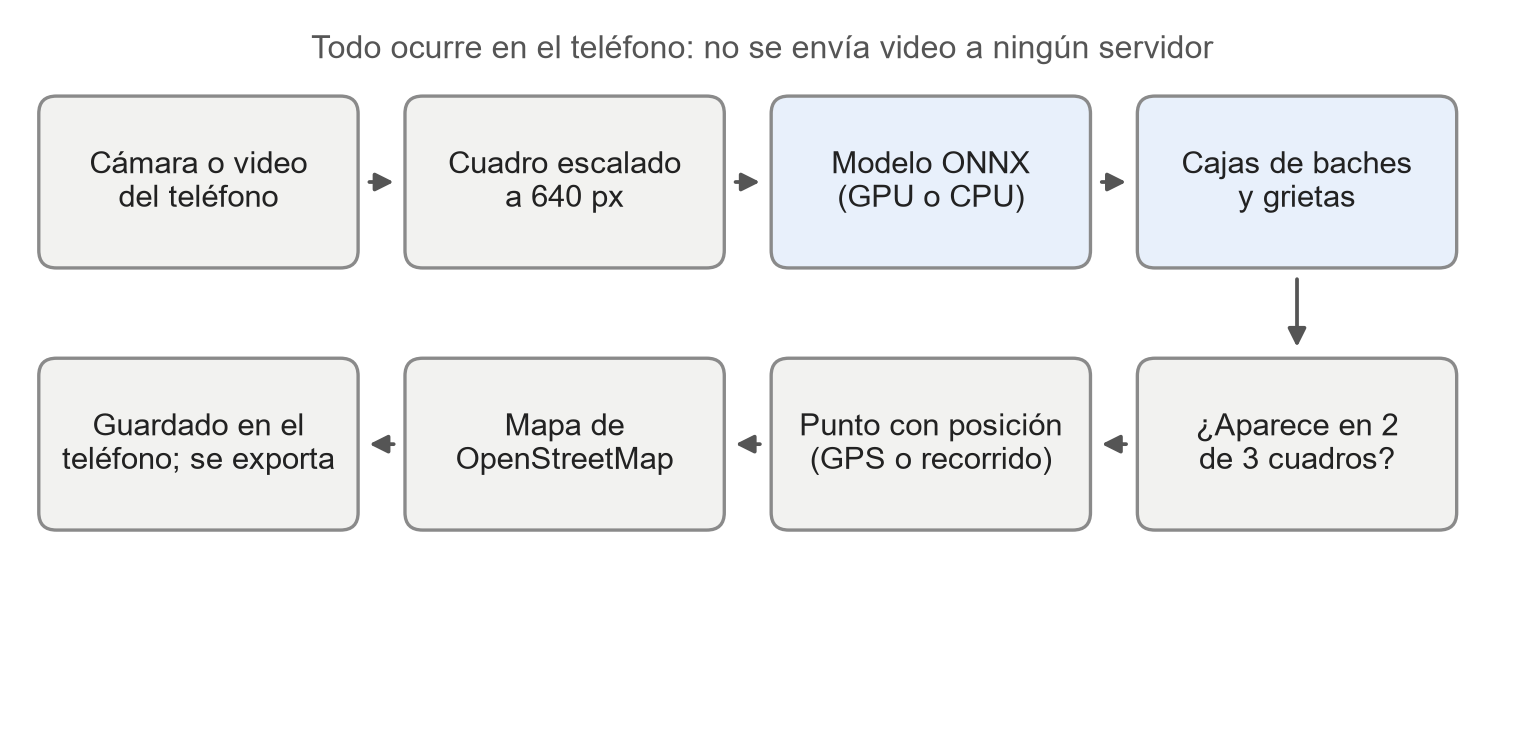 Todo ocurre en el teléfono: no se envía video a ningún servidor
Cámara o video
del teléfono
Cuadro escalado
a 640 px
Modelo ONNX
(GPU o CPU)
Cajas de baches
y grietas
¿Aparece en 2
de 3 cuadros?
Punto con posición
(GPS o recorrido)
Mapa de
OpenStreetMap
Guardado en el
teléfono; se exporta